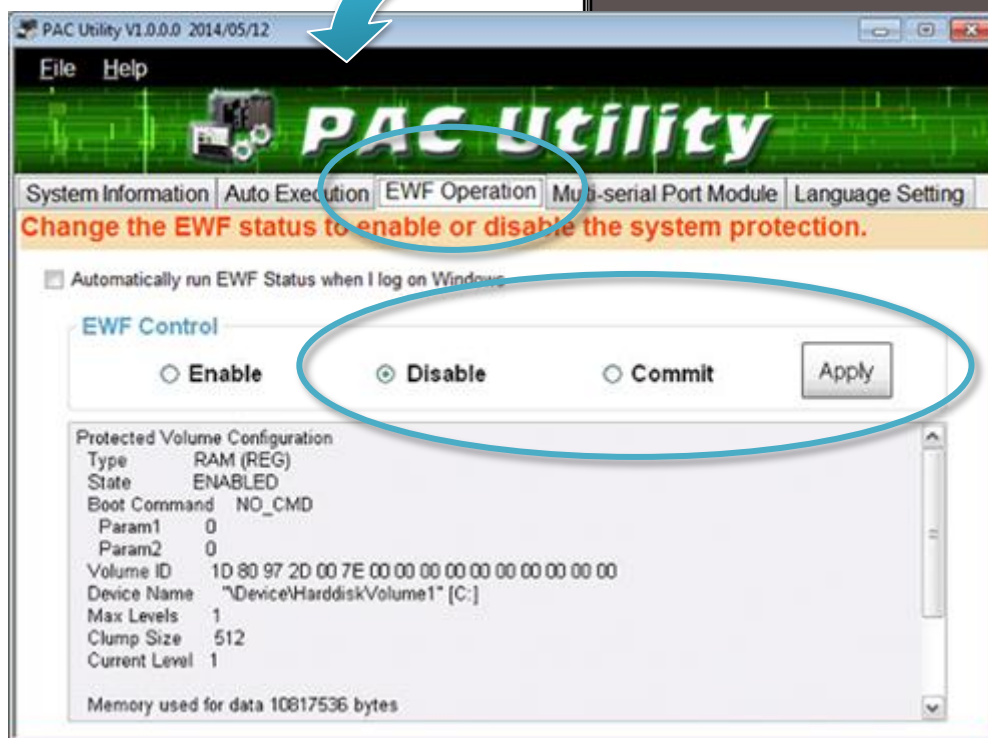 PAC Utility V1.0.0.0 2014/05/12
File Help
PAC Utility
System Information Auto Execution EWF Operation Multi-serial Port Module Language Setting
Change the EWF status to enable or disable the system protection.
Automatically run EWF Status when I log on Windows
EWF Control
Enable Disable Commit Apply
Protected Volume Configuration
Type RAM (REG)
State ENABLED
Boot Command NO_CMD
Param1 0
Param2 0
Volume ID 1D 80 97 2D 00 7E 00 00 00 00 00 00 00 00 00 00
Device Name "\Device\HarddiskVolume1" [C:]
Max Levels 1
Clump Size 512
Current Level 1
Memory used for data 10817536 bytes